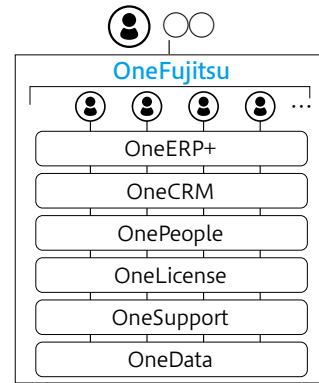 ○○
OneFujitsu
…
OneERP+
OneCRM
OnePeople
OneLicense
OneSupport
OneData